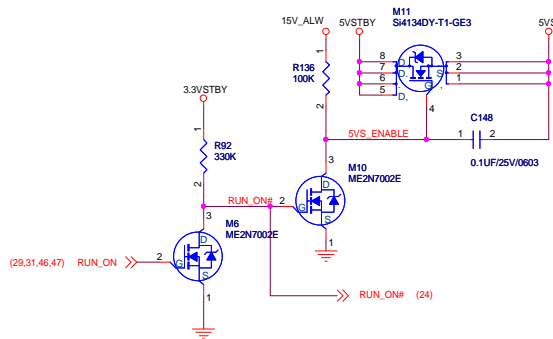 M11
Si4134DY-T1-GE3
15V_ALW
5VSTBY
5VS
1
R136
100K
2
8
7
6
5
D
D
D
D
S
G
3
2
1
4
3.3VSTBY
5VS_ENABLE
C148
1
2
0.1UF/25V/0603
1
R92
330K
2
3
M10
ME2N7002E
RUN_ON#
2
G
D
S
1
3
M6
ME2N7002E
(29,31,46,47)
RUN_ON
2
G
D
S
1
RUN_ON#
(24)